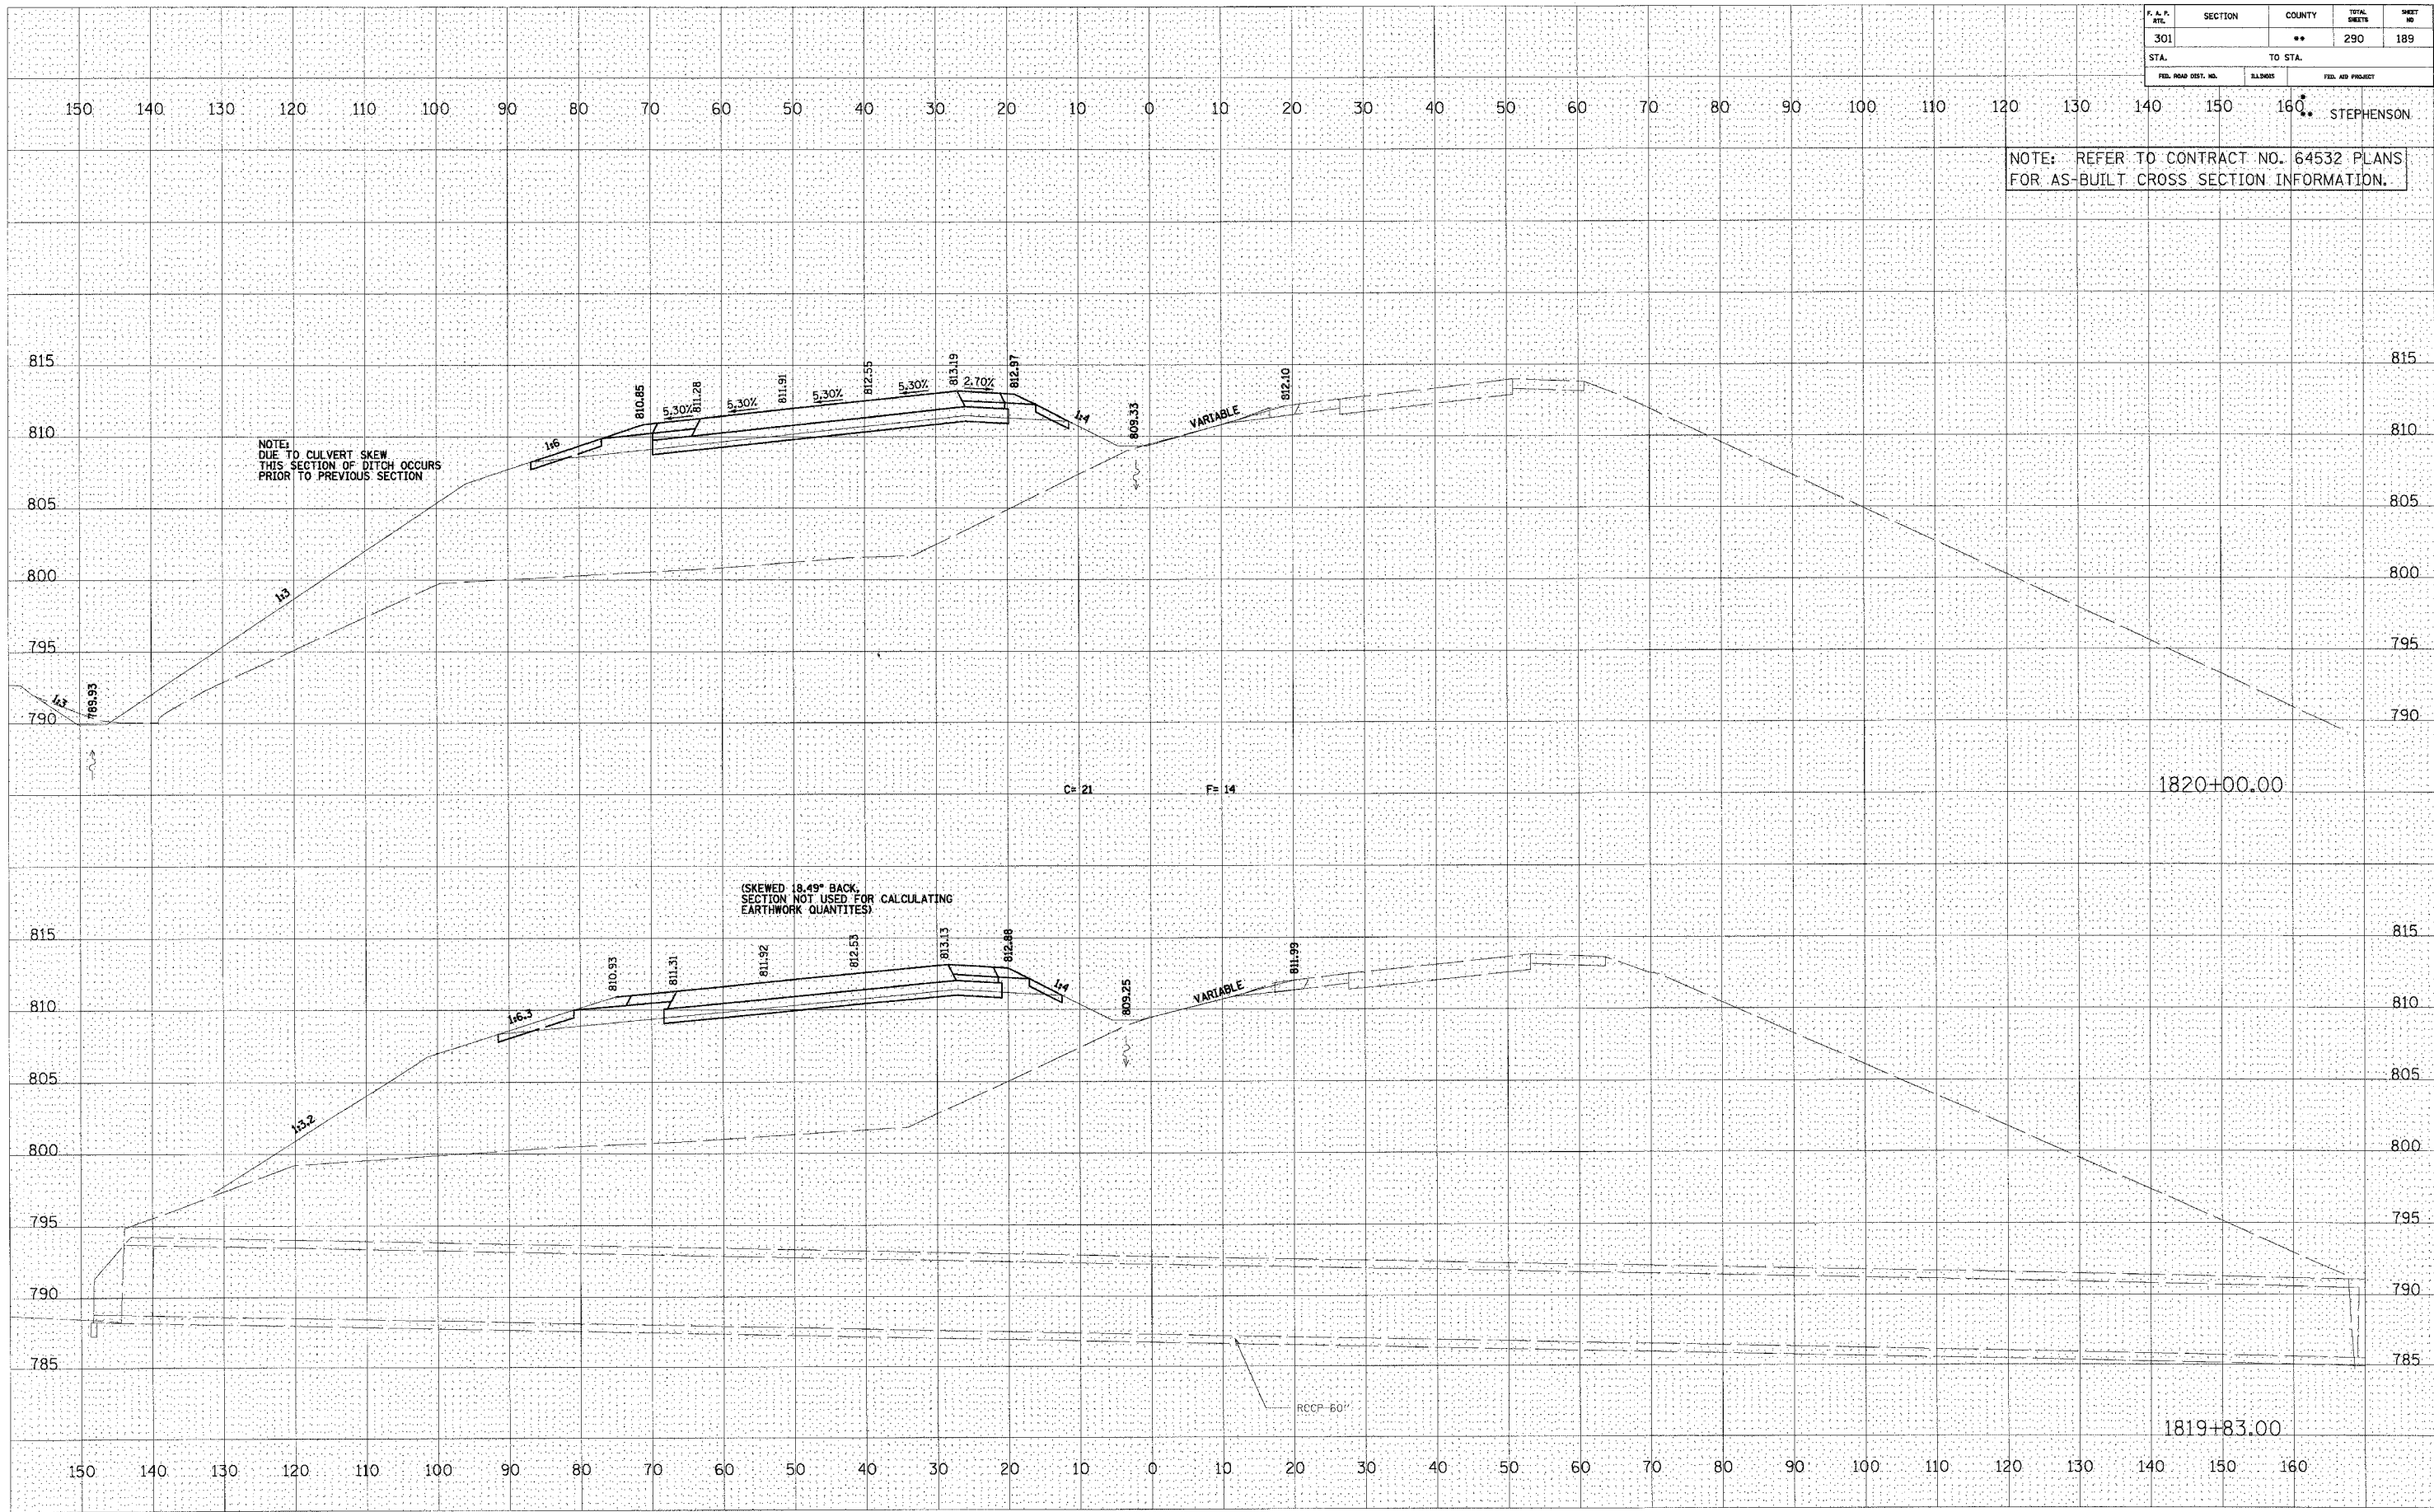 F. A. P. RTE. SECTION COUNTY TOTAL SHEETS SHEET NO
301 ** 290 189
STA. TO STA.
FED. ROAD DIST. NO. ILLINOIS FED. AID PROJECT
150 140 130 120 110 100 90 80 70 60 50 40 30 20 10 0 10 20 30 40 50 60 70 80 90 100 110 120 130 140 150 160
** STEPHENSON
NOTE: REFER TO CONTRACT NO. 64532 PLANS
FOR AS-BUILT CROSS SECTION INFORMATION.
815 815
810.85 5.30% 811.28 5.30% 811.91 5.30% 812.55 5.30% 813.19 2.70% 812.97 1:4 809.33 VARIABLE 812.10
810 810
NOTE:
DUE TO CULVERT SKEW
THIS SECTION OF DITCH OCCURS
PRIOR TO PREVIOUS SECTION
1:6
805 805
800 800
1:3
795 795
1:3 789.93
790 790
C= 21 F= 14
1820+00.00
(SKEWED 18.49° BACK,
SECTION NOT USED FOR CALCULATING
EARTHWORK QUANTITES)
815 815
810.93 811.31 811.92 812.53 813.13 812.88 1:4 809.25 VARIABLE 811.99
810 810
1:6.3
805 805
1:3.2
800 800
795 795
790 790
785 785
RCCP 60"
1819+83.00
150 140 130 120 110 100 90 80 70 60 50 40 30 20 10 0 10 20 30 40 50 60 70 80 90 100 110 120 130 140 150 160